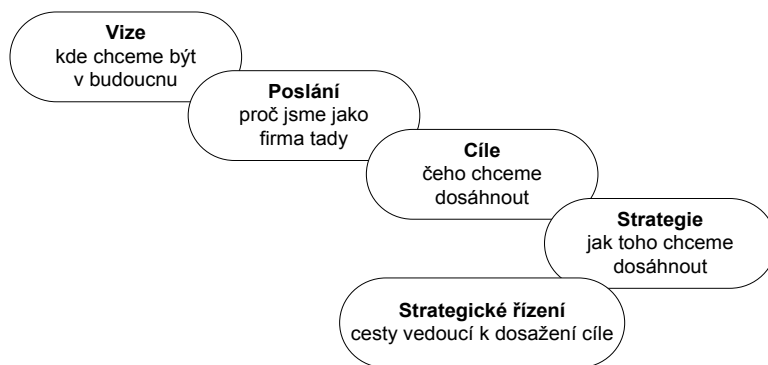 Vize
kde chceme být
v budoucnu
Poslání
proč jsme jako
firma tady
Cíle
čeho chceme
dosáhnout
Strategie
jak toho chceme
dosáhnout
Strategické řízení
cesty vedoucí k dosažení cíle